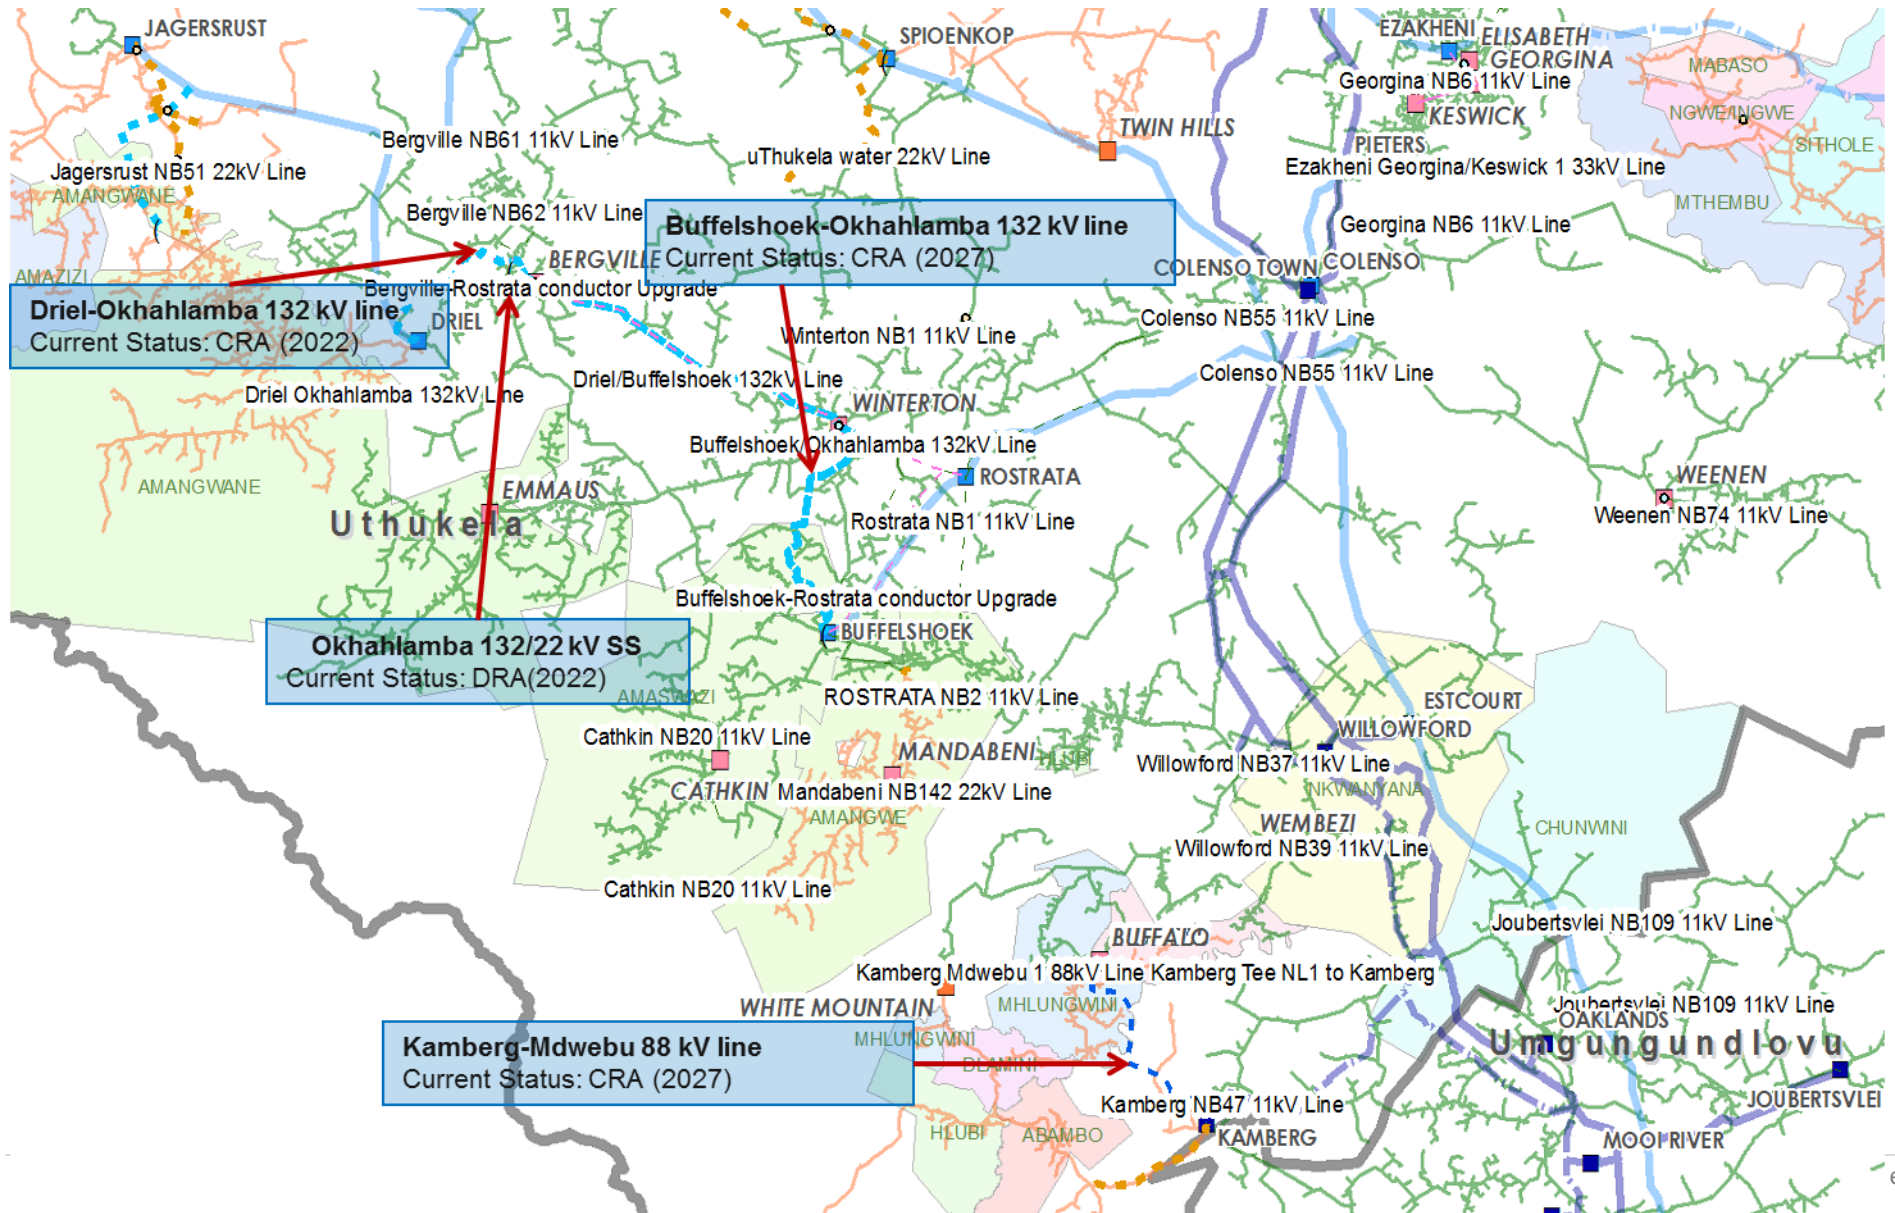 JAGERSRUST
SPIOENKOP
EZAKHENI
ELISABETH
GEORGINA
MABASO
Georgina NB6 11kV Line
KESWICK
NGWE/INGWE
TWIN HILLS
Bergville NB61 11kV Line
PIETERS
SITHOLE
uThukela water 22kV Line
Ezakheni Georgina/Keswick 1 33kV Line
Jagersrust NB51 22kV Line
AMANGWANE
MTHEMBU
Bergville NB62 11kV Line
Buffelshoek-Okhahlamba 132 kV line
Current Status: CRA (2027)
Georgina NB6 11kV Line
BERGVILLE
COLENSO TOWN
COLENSO
AMAZIZI
Bergville-Rostrata conductor Upgrade
Driel-Okhahlamba 132 kV line
Current Status: CRA (2022)
DRIEL
Colenso NB55 11kV Line
Winterton NB1 11kV Line
Colenso NB55 11kV Line
Driel/Buffelshoek 132kV Line
Driel Okhahlamba 132kV Line
WINTERTON
Buffelshoek/Okhahlamba 132kV Line
ROSTRATA
WEENEN
AMANGWANE
EMMAUS
Uthukela
Rostrata NB1 11kV Line
Weenen NB74 11kV Line
Buffelshoek-Rostrata conductor Upgrade
BUFFELSHOEK
Okhahlamba 132/22 kV SS
Current Status: DRA(2022)
AMASWAZI
ROSTRATA NB2 11kV Line
ESTCOURT
WILLOWFORD
Cathkin NB20 11kV Line
MANDABENI
HLUBI
Willowford NB37 11kV Line
CATHKIN
Mandabeni NB142 22kV Line
NKWANYANA
AMANGWE
WEMBEZI
CHUNWINI
Willowford NB39 11kV Line
Cathkin NB20 11kV Line
Joubertsvlei NB109 11kV Line
BUFFALO
Kamberg Mdwebu 1 88kV Line Kamberg Tee NL1 to Kamberg
WHITE MOUNTAIN
MHLUNGWINI
Joubertsvlei NB109 11kV Line
OAKLANDS
Umgungundlovu
MHLUNGWINI
Kamberg-Mdwebu 88 kV line
Current Status: CRA (2027)
DLAMINI
JOUBERTSVLEI
Kamberg NB47 11kV Line
HLUBI
ABAMBO
KAMBERG
MOOI RIVER